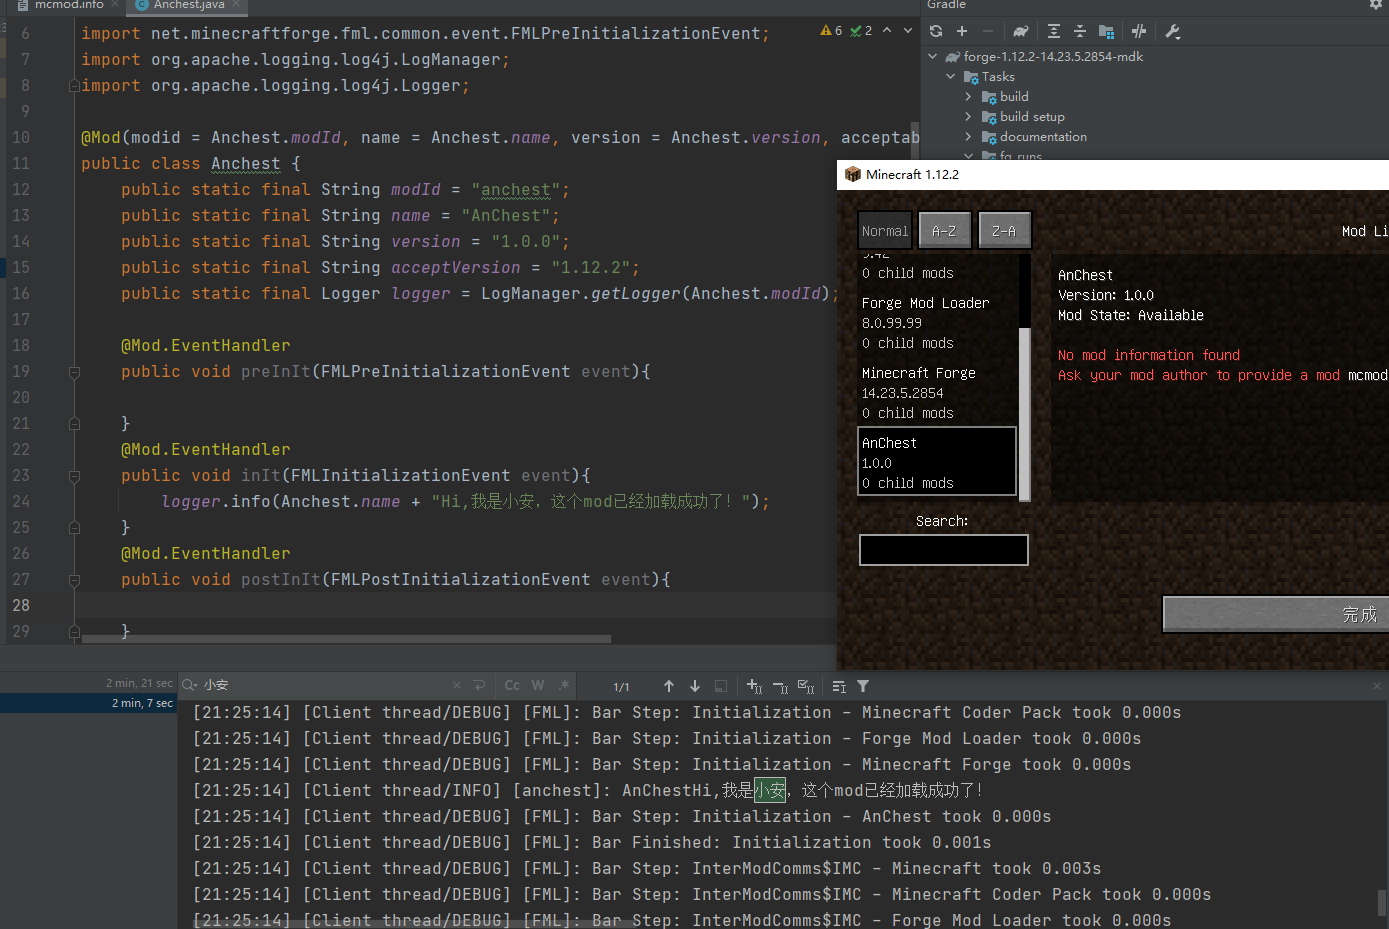 mcmod.info
Anchest.java
Gradle
6 import net.minecraftforge.fml.common.event.FMLPreInitializationEvent;
6 2
7 import org.apache.logging.log4j.LogManager;
8 import org.apache.logging.log4j.Logger;
9
10 @Mod(modid = Anchest.modId, name = Anchest.name, version = Anchest.version, acceptab
11 public class Anchest {
12 public static final String modId = "anchest";
13 public static final String name = "AnChest";
14 public static final String version = "1.0.0";
15 public static final String acceptVersion = "1.12.2";
16 public static final Logger logger = LogManager.getLogger(Anchest.modId);
17
18 @Mod.EventHandler
19 public void preInIt(FMLPreInitializationEvent event){
20
21 }
22 @Mod.EventHandler
23 public void inIt(FMLInitializationEvent event){
24 logger.info(Anchest.name + "Hi,我是小安，这个mod已经加载成功了！");
25 }
26 @Mod.EventHandler
27 public void postInIt(FMLPostInitializationEvent event){
28
29 }
forge-1.12.2-14.23.5.2854-mdk
Tasks
build
build setup
documentation
fg_runs
Minecraft 1.12.2
Normal
A-Z
Z-A
Mod Li
9.42
0 child mods
Forge Mod Loader
8.0.99.99
0 child mods
Minecraft Forge
14.23.5.2854
0 child mods
AnChest
1.0.0
0 child mods
Search:
AnChest
Version: 1.0.0
Mod State: Available
No mod information found
Ask your mod author to provide a mod mcmod
完成
2 min, 21 sec
2 min, 7 sec
小安
Cc
W
.*
1/1
[21:25:14] [Client thread/DEBUG] [FML]: Bar Step: Initialization - Minecraft Coder Pack took 0.000s
[21:25:14] [Client thread/DEBUG] [FML]: Bar Step: Initialization - Forge Mod Loader took 0.000s
[21:25:14] [Client thread/DEBUG] [FML]: Bar Step: Initialization - Minecraft Forge took 0.000s
[21:25:14] [Client thread/INFO] [anchest]: AnChestHi,我是小安，这个mod已经加载成功了！
[21:25:14] [Client thread/DEBUG] [FML]: Bar Step: Initialization - AnChest took 0.000s
[21:25:14] [Client thread/DEBUG] [FML]: Bar Finished: Initialization took 0.001s
[21:25:14] [Client thread/DEBUG] [FML]: Bar Step: InterModComms$IMC - Minecraft took 0.003s
[21:25:14] [Client thread/DEBUG] [FML]: Bar Step: InterModComms$IMC - Minecraft Coder Pack took 0.000s
[21:25:14] [Client thread/DEBUG] [FML]: Bar Step: InterModComms$IMC - Forge Mod Loader took 0.000s